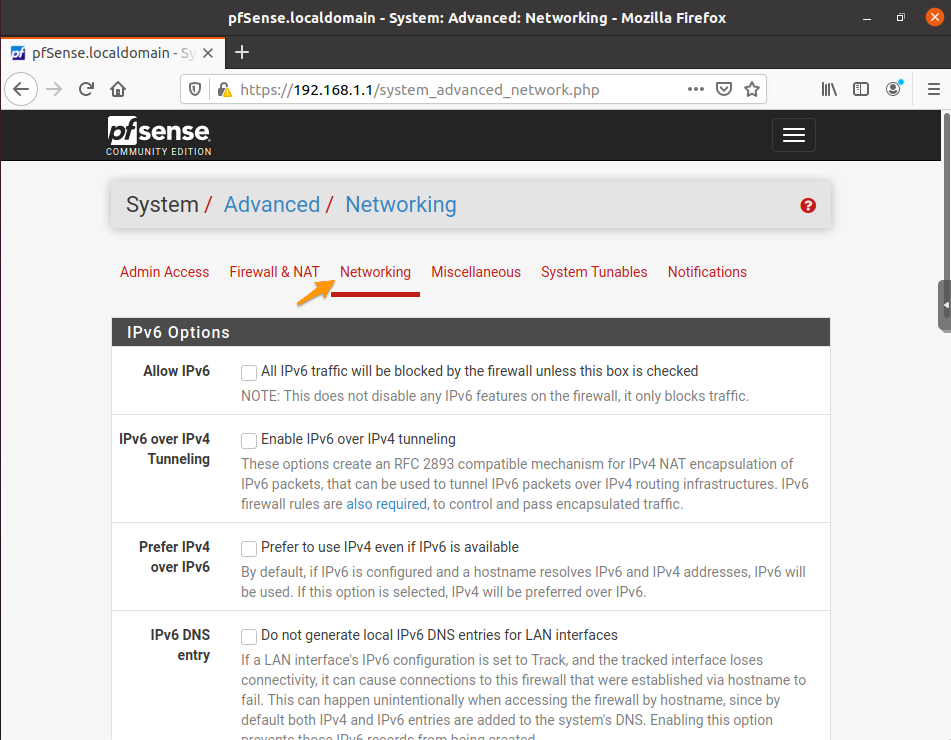 pfSense.localdomain - System: Advanced: Networking - Mozilla Firefox
pfSense.localdomain - Sy
https://192.168.1.1/system_advanced_network.php
pfsense
COMMUNITY EDITION
System / Advanced / Networking
Admin Access Firewall & NAT Networking Miscellaneous System Tunables Notifications
IPv6 Options
Allow IPv6
All IPv6 traffic will be blocked by the firewall unless this box is checked
NOTE: This does not disable any IPv6 features on the firewall, it only blocks traffic.
IPv6 over IPv4
Tunneling
Enable IPv6 over IPv4 tunneling
These options create an RFC 2893 compatible mechanism for IPv4 NAT encapsulation of
IPv6 packets, that can be used to tunnel IPv6 packets over IPv4 routing infrastructures. IPv6
firewall rules are also required, to control and pass encapsulated traffic.
Prefer IPv4
over IPv6
Prefer to use IPv4 even if IPv6 is available
By default, if IPv6 is configured and a hostname resolves IPv6 and IPv4 addresses, IPv6 will
be used. If this option is selected, IPv4 will be preferred over IPv6.
IPv6 DNS
entry
Do not generate local IPv6 DNS entries for LAN interfaces
If a LAN interface's IPv6 configuration is set to Track, and the tracked interface loses
connectivity, it can cause connections to this firewall that were established via hostname to
fail. This can happen unintentionally when accessing the firewall by hostname, since by
default both IPv4 and IPv6 entries are added to the system's DNS. Enabling this option
prevents those IPv6 records from being created.